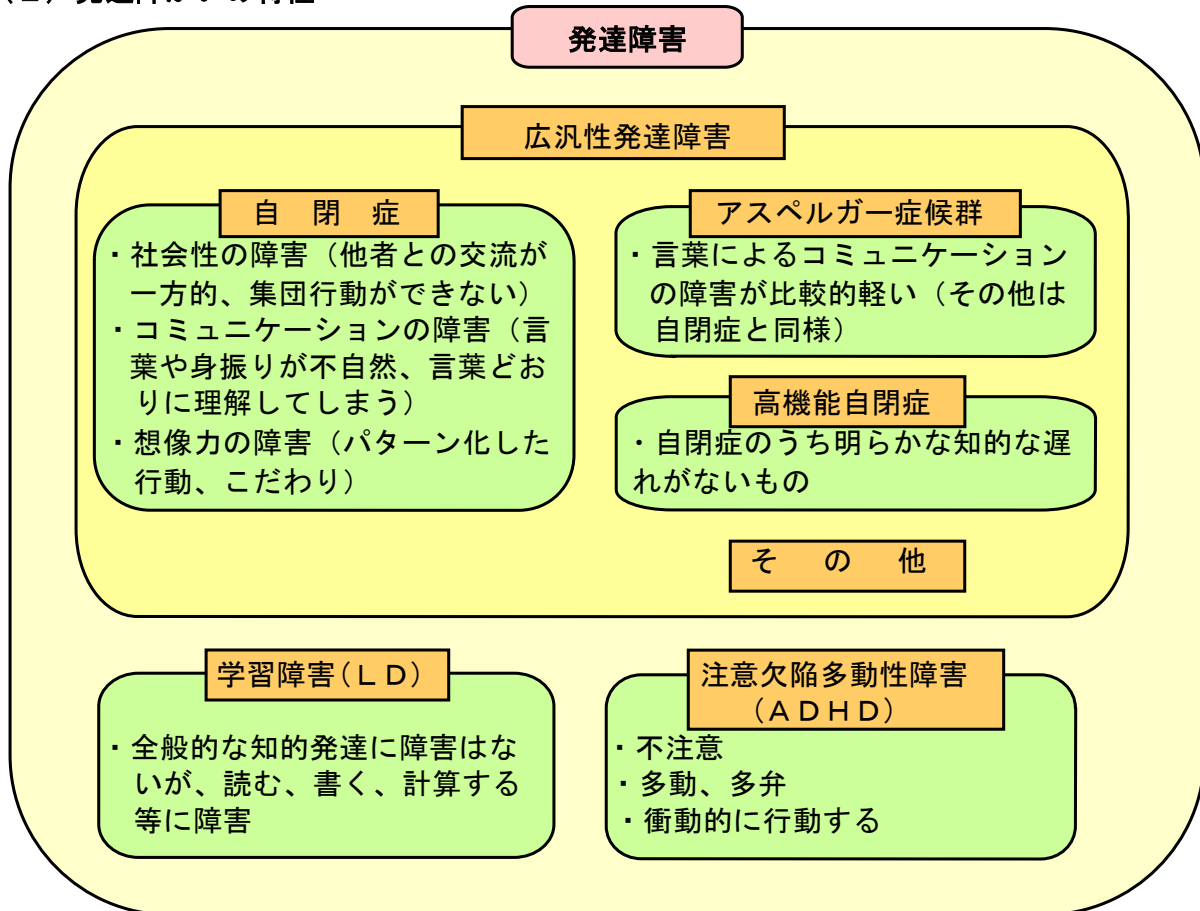 発達障害
広汎性発達障害
自 閉 症
・社会性の障害（他者との交流が
一方的、集団行動ができない）
・コミュニケーションの障害（言
葉や身振りが不自然、言葉どお
りに理解してしまう）
・想像力の障害（パターン化した
行動、こだわり）
アスペルガー症候群
・言葉によるコミュニケーション
の障害が比較的軽い（その他は
自閉症と同様）
高機能自閉症
・自閉症のうち明らかな知的な遅
れがないもの
そ の 他
学習障害（ＬＤ）
・全般的な知的発達に障害はな
いが、読む、書く、計算する
等に障害
注意欠陥多動性障害
（ＡＤＨＤ）
・不注意
・多動、多弁
・衝動的に行動する